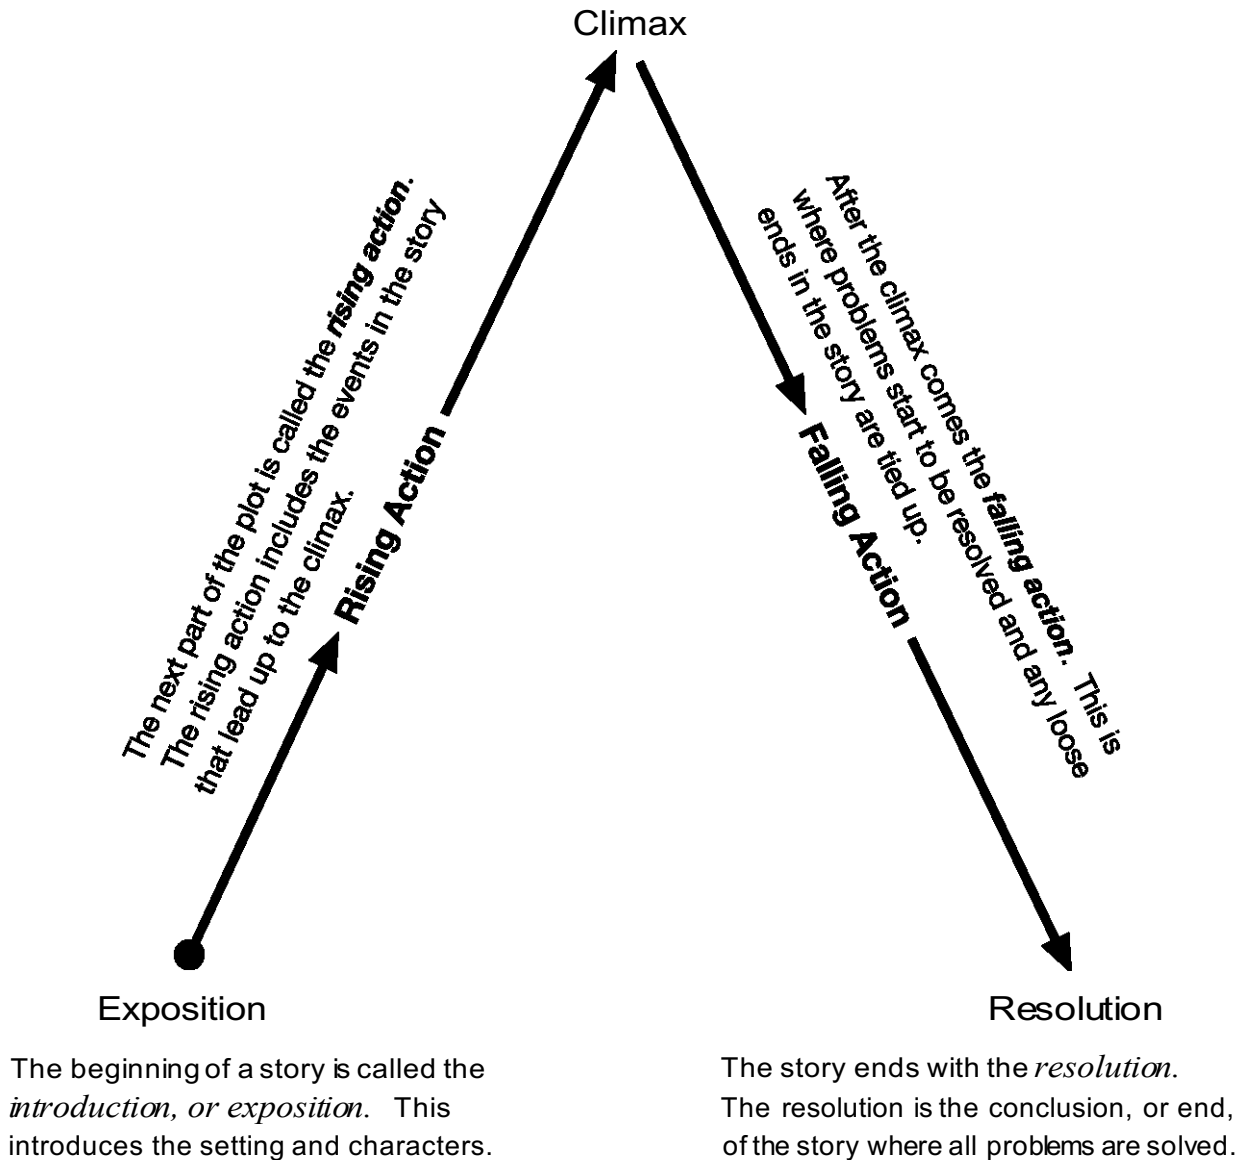 Climax
The next part of the plot is called the rising action.
The rising action includes the events in the story
that lead up to the climax.
Rising Action
After the climax comes the falling action. This is
where problems start to be resolved and any loose
ends in the story are tied up.
Falling Action
Exposition
The beginning of a story is called the
introduction, or exposition. This
introduces the setting and characters.
Resolution
The story ends with the resolution.
The resolution is the conclusion, or end,
of the story where all problems are solved.